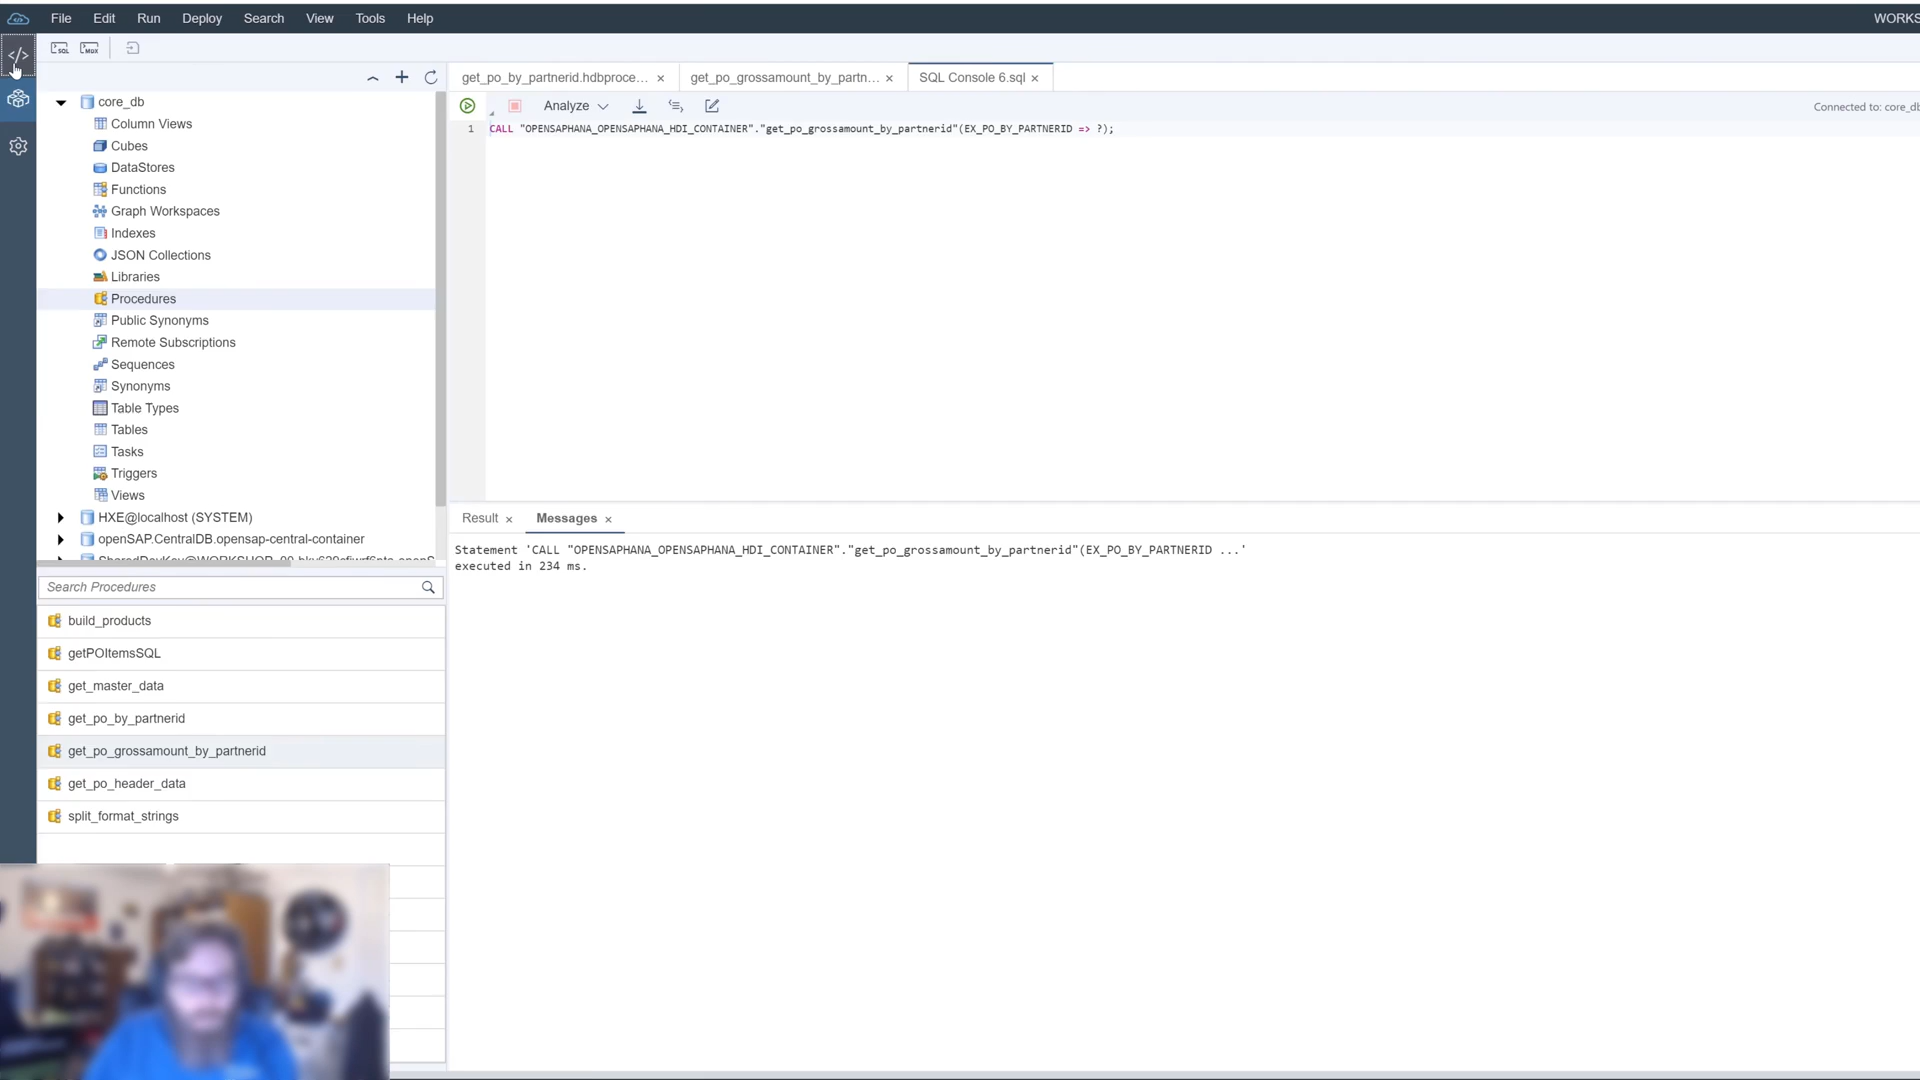 File Edit Run Deploy Search View Tools Help
WORKS
core_db
Column Views
Cubes
DataStores
Functions
Graph Workspaces
Indexes
JSON Collections
Libraries
Procedures
Public Synonyms
Remote Subscriptions
Sequences
Synonyms
Table Types
Tables
Tasks
Triggers
Views
HXE@localhost (SYSTEM)
openSAP.CentralDB.opensap-central-container
Search Procedures
build_products
getPOItemsSQL
get_master_data
get_po_by_partnerid
get_po_grossamount_by_partnerid
get_po_header_data
split_format_strings
get_po_by_partnerid.hdbproce... × get_po_grossamount_by_partn... × SQL Console 6.sql ×
Analyze
Connected to: core_db
1 CALL "OPENSAPHANA_OPENSAPHANA_HDI_CONTAINER"."get_po_grossamount_by_partnerid"(EX_PO_BY_PARTNERID => ?);
Result × Messages ×
Statement 'CALL "OPENSAPHANA_OPENSAPHANA_HDI_CONTAINER"."get_po_grossamount_by_partnerid"(EX_PO_BY_PARTNERID ...'
executed in 234 ms.